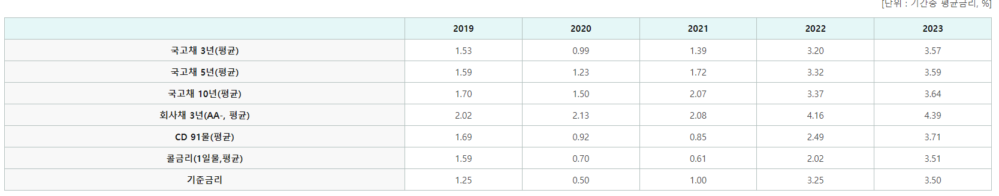 [단위 : 기간중 평균금리, %]
2019 2020 2021 2022 2023
국고채 3년(평균) 1.53 0.99 1.39 3.20 3.57
국고채 5년(평균) 1.59 1.23 1.72 3.32 3.59
국고채 10년(평균) 1.70 1.50 2.07 3.37 3.64
회사채 3년(AA-, 평균) 2.02 2.13 2.08 4.16 4.39
CD 91물(평균) 1.69 0.92 0.85 2.49 3.71
콜금리(1일물,평균) 1.59 0.70 0.61 2.02 3.51
기준금리 1.25 0.50 1.00 3.25 3.50